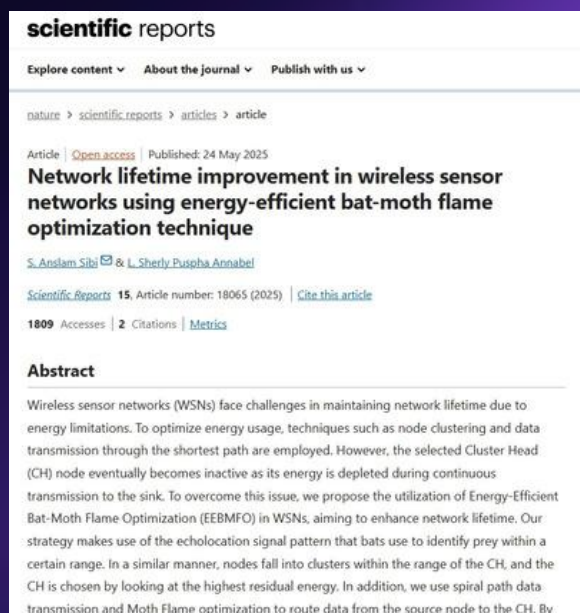 scientific reports
Explore content About the journal Publish with us
nature > scientific reports > articles > article
Article | Open access | Published: 24 May 2025
Network lifetime improvement in wireless sensor
networks using energy-efficient bat-moth flame
optimization technique
S. Anslam Sibi & L. Sherly Puspha Annabel
Scientific Reports 15, Article number: 18065 (2025) | Cite this article
1809 Accesses | 2 Citations | Metrics
Abstract
Wireless sensor networks (WSNs) face challenges in maintaining network lifetime due to
energy limitations. To optimize energy usage, techniques such as node clustering and data
transmission through the shortest path are employed. However, the selected Cluster Head
(CH) node eventually becomes inactive as its energy is depleted during continuous
transmission to the sink. To overcome this issue, we propose the utilization of Energy-Efficient
Bat-Moth Flame Optimization (EEBMFO) in WSNs, aiming to enhance network lifetime. Our
strategy makes use of the echolocation signal pattern that bats use to identify prey within a
certain range. In a similar manner, nodes fall into clusters within the range of the CH, and the
CH is chosen by looking at the highest residual energy. In addition, we use spiral path data
transmission and Moth Flame optimization to route data from the source node to the CH. By